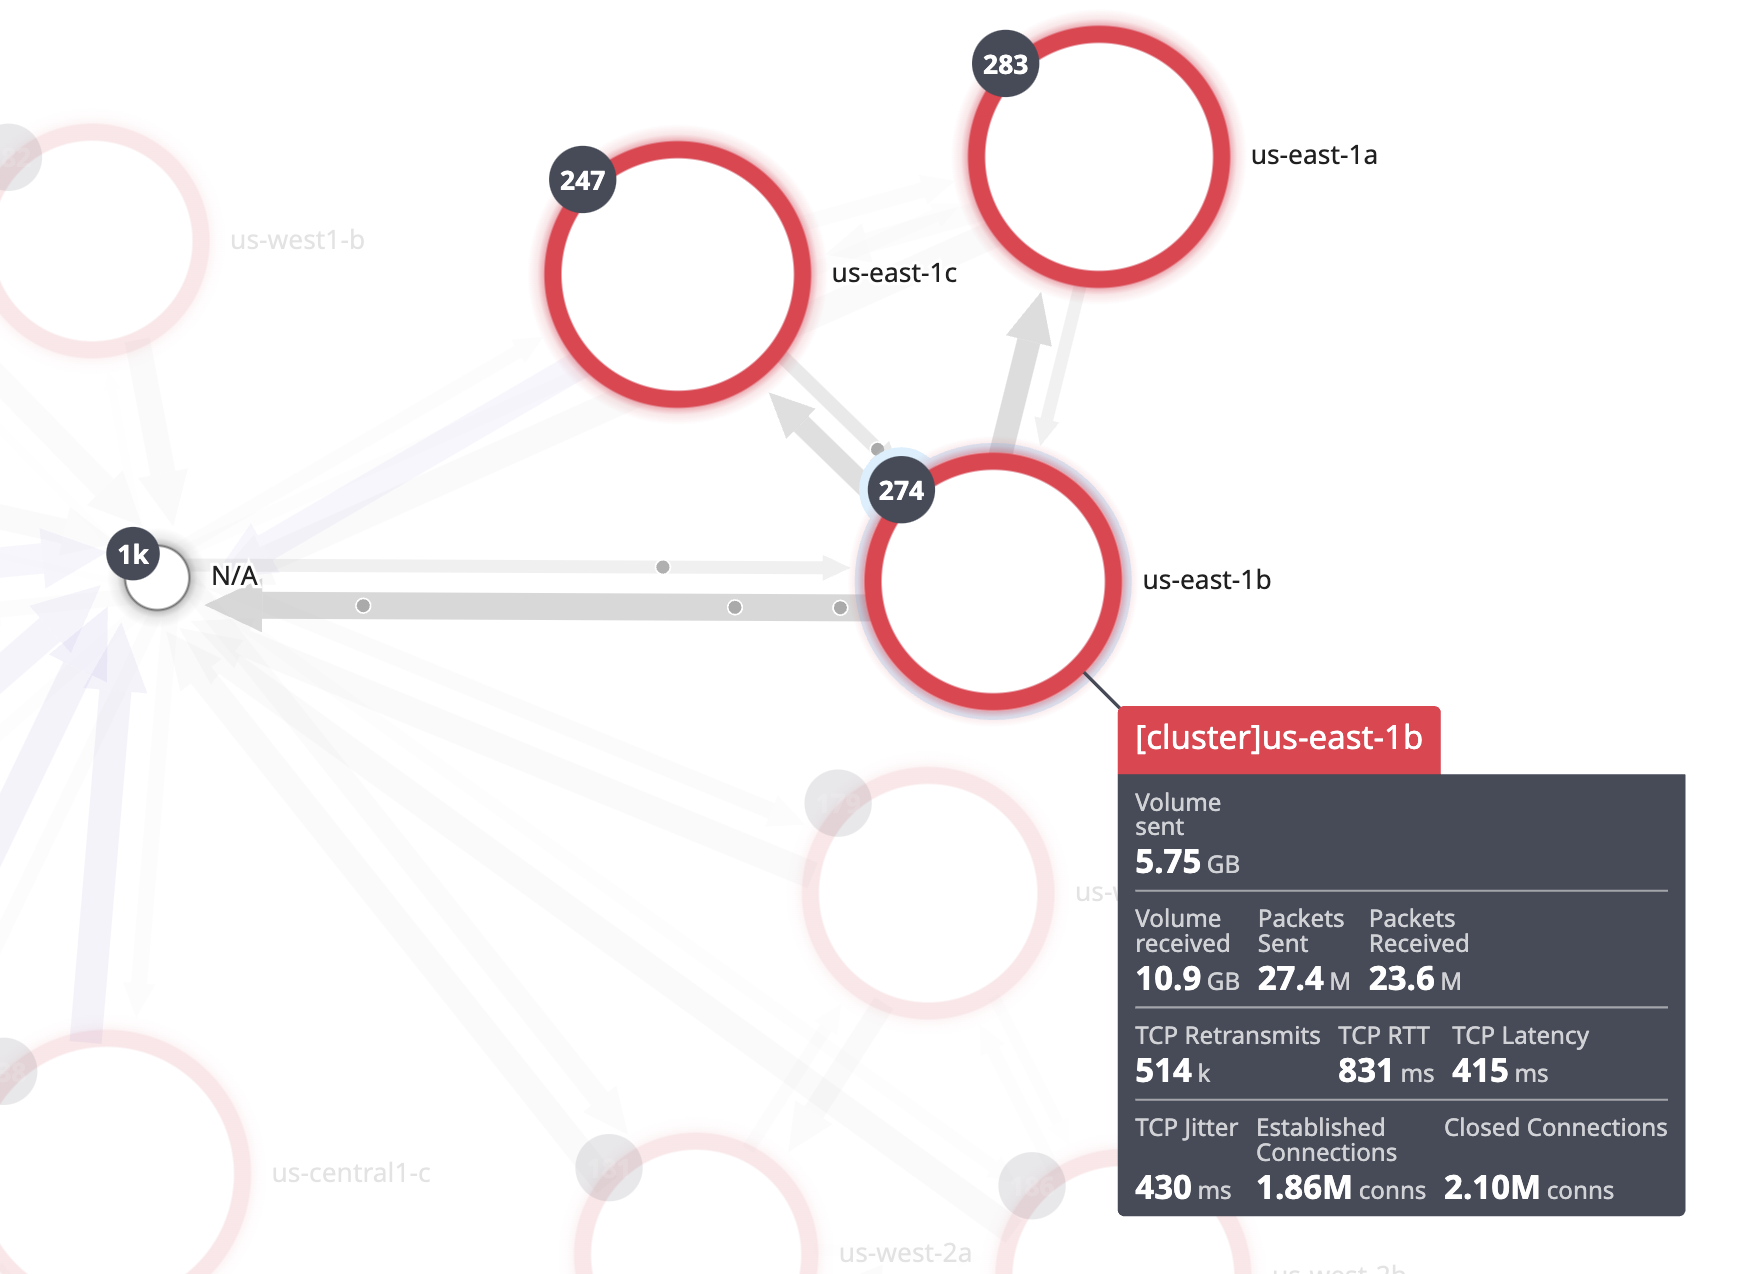 283
us-east-1a
247
us-west1-b
us-east-1c
274
1k
N/A
us-east-1b
[cluster]us-east-1b
Volume
sent
5.75 GB
Volume Packets Packets
received Sent Received
10.9 GB 27.4 M 23.6 M
TCP Retransmits TCP RTT TCP Latency
514 k 831 ms 415 ms
TCP Jitter Established Closed Connections
Connections
430 ms 1.86M conns 2.10M conns
us-central1-c
us-west-2a